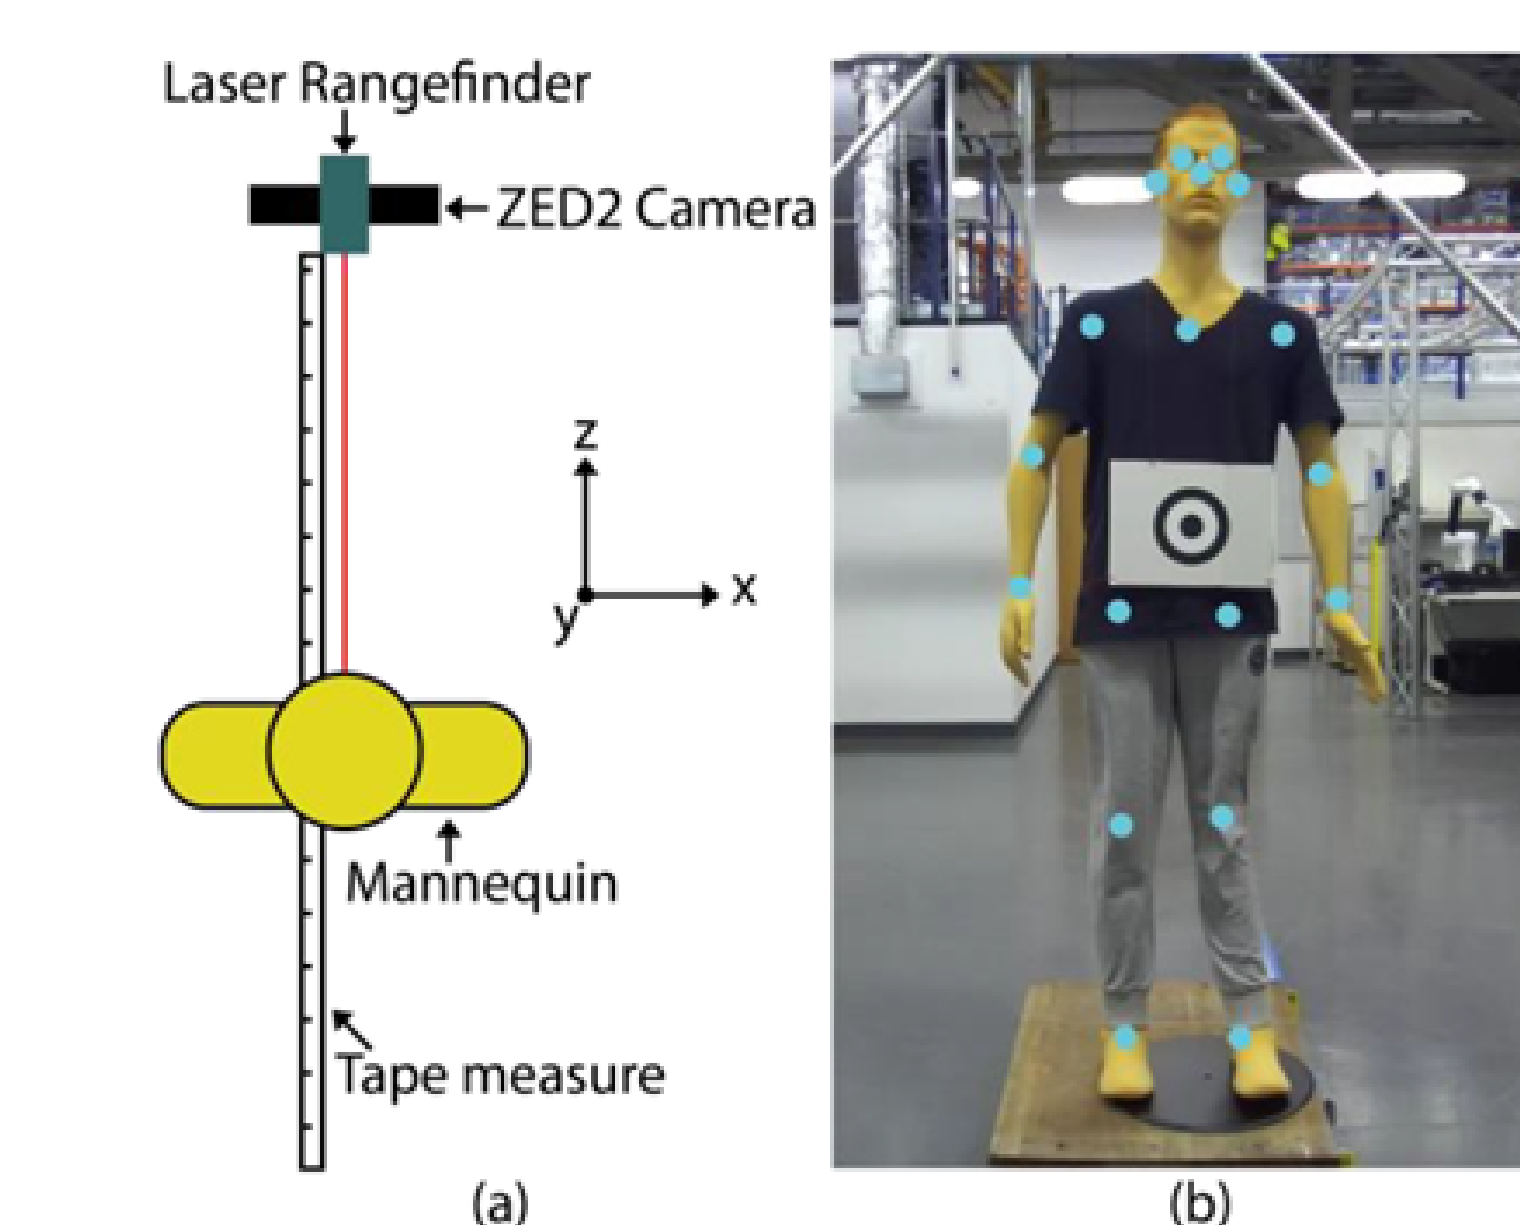 Laser Rangefinder
ZED2 Camera
z
x
y
Mannequin
Tape measure
(a)
(b)